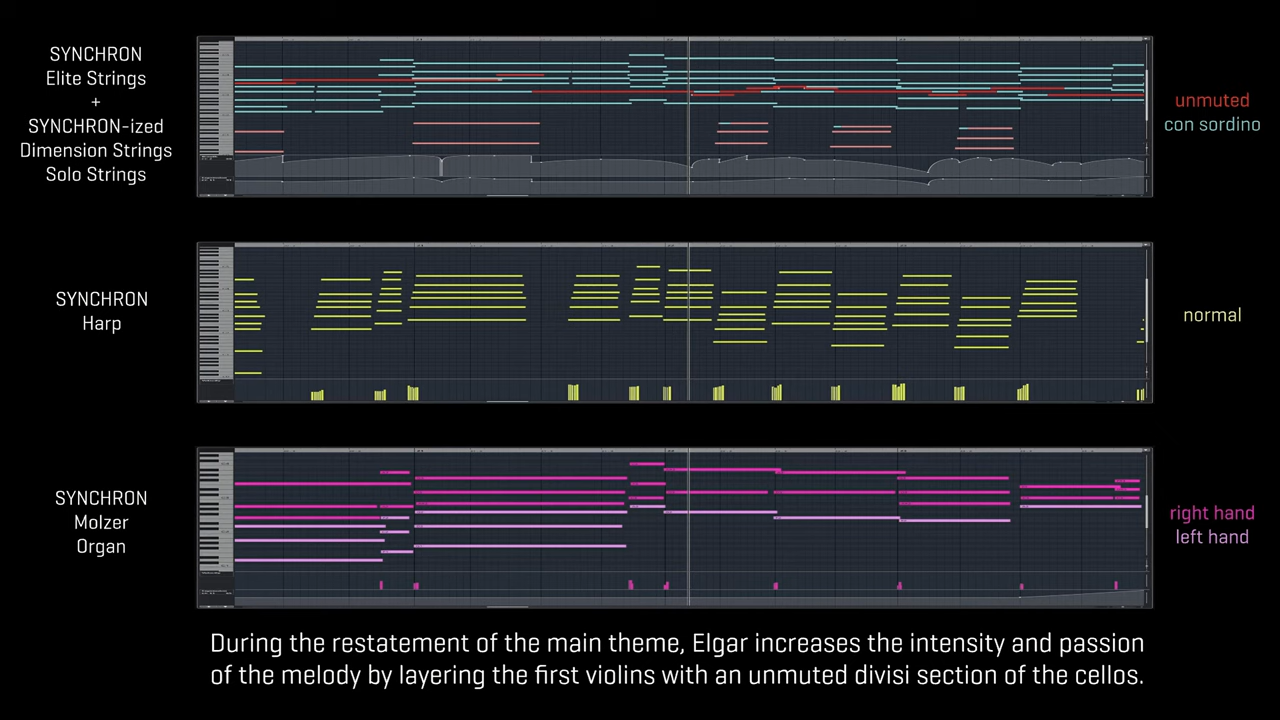 SYNCHRON
Elite Strings
+
SYNCHRON-ized
Dimension Strings
Solo Strings
unmuted
con sordino
SYNCHRON
Harp
normal
SYNCHRON
Molzer
Organ
right hand
left hand
During the restatement of the main theme, Elgar increases the intensity and passion
of the melody by layering the first violins with an unmuted divisi section of the cellos.